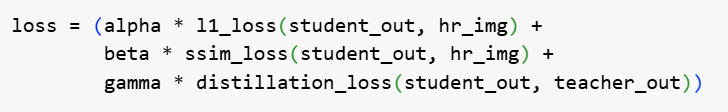 loss = (alpha * l1_loss(student_out, hr_img) +
beta * ssim_loss(student_out, hr_img) +
gamma * distillation_loss(student_out, teacher_out))